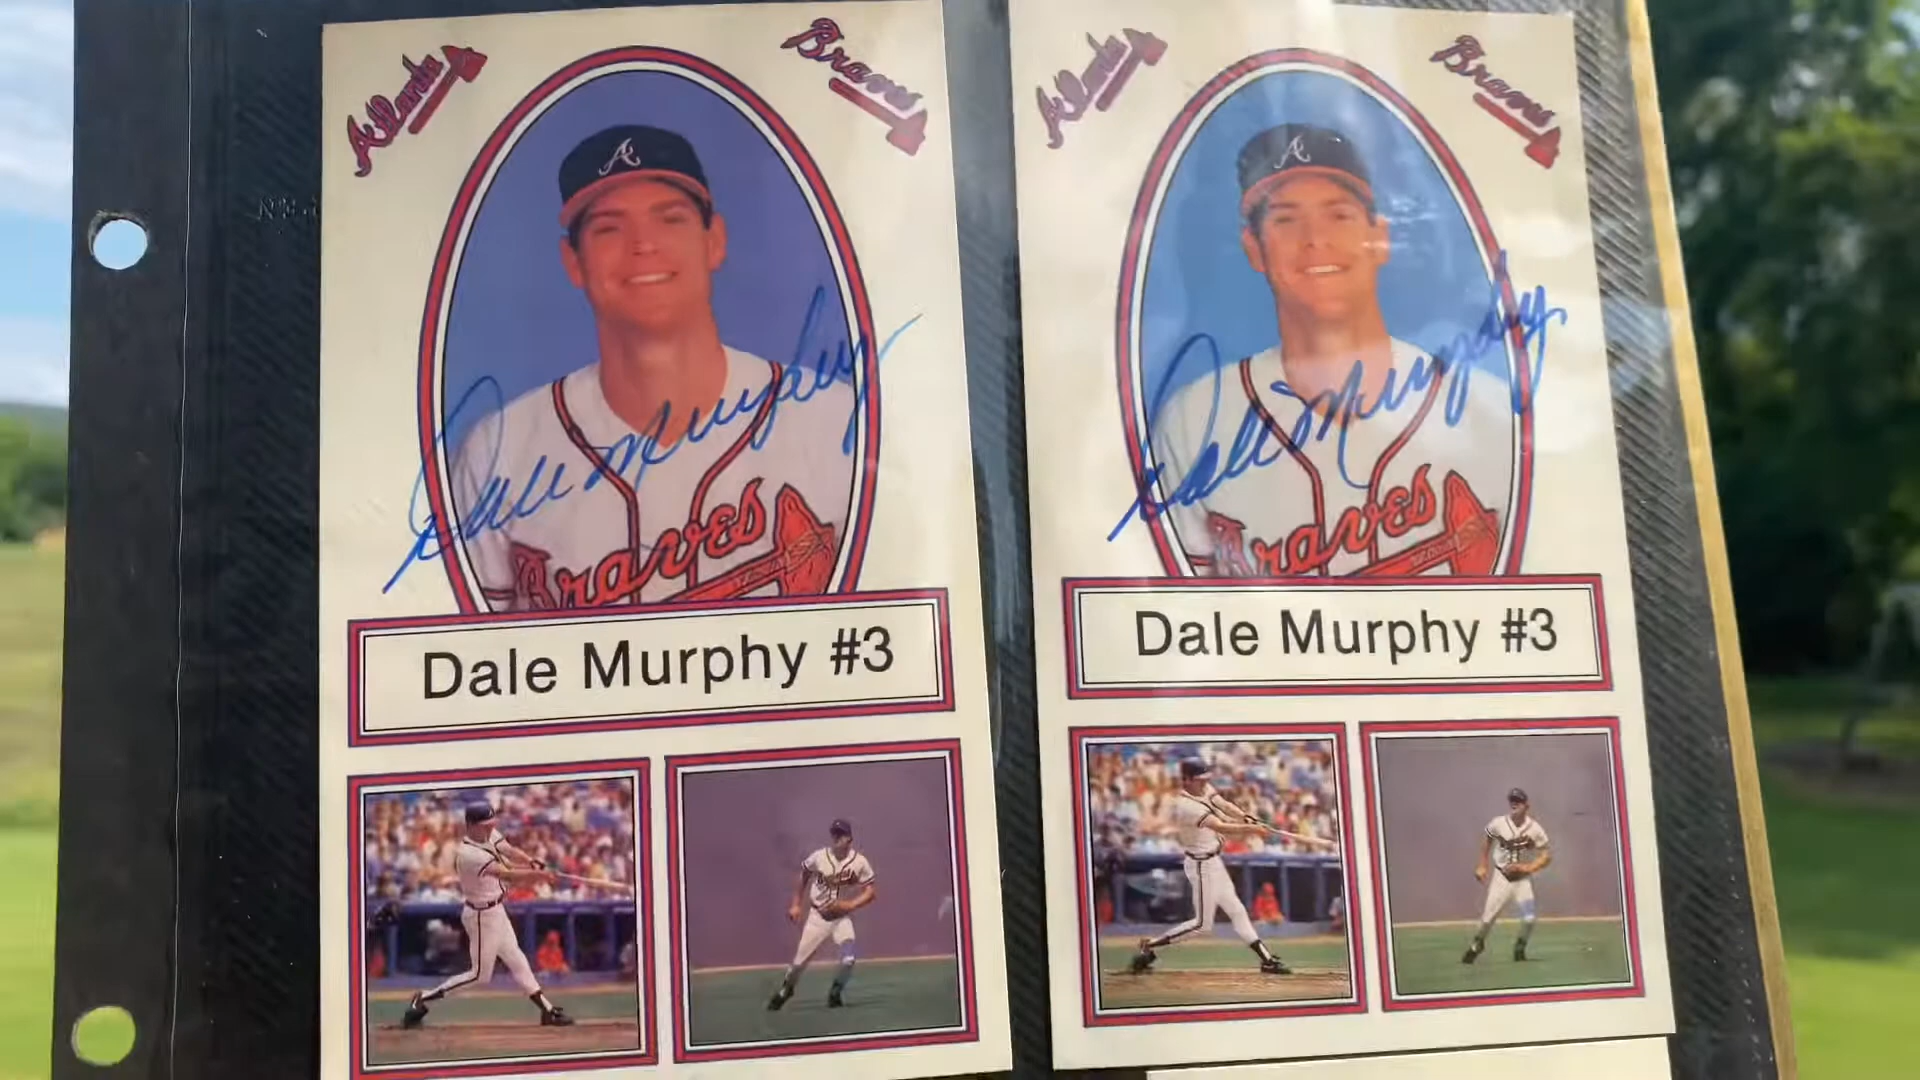 Atlanta Braves
Dale Murphy
Braves
Dale Murphy #3
Atlanta Braves
Dale Murphy
Braves
Dale Murphy #3